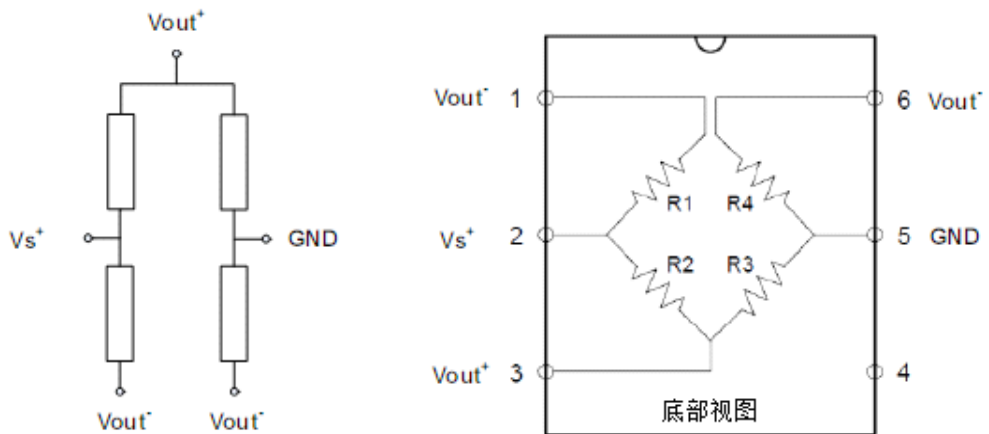 Vout⁺
Vs⁺
GND
Vout⁻ Vout⁻
Vout⁻ 1
6 Vout⁻
R1 R4
Vs⁺ 2
5 GND
R2 R3
Vout⁺ 3
4
底部视图